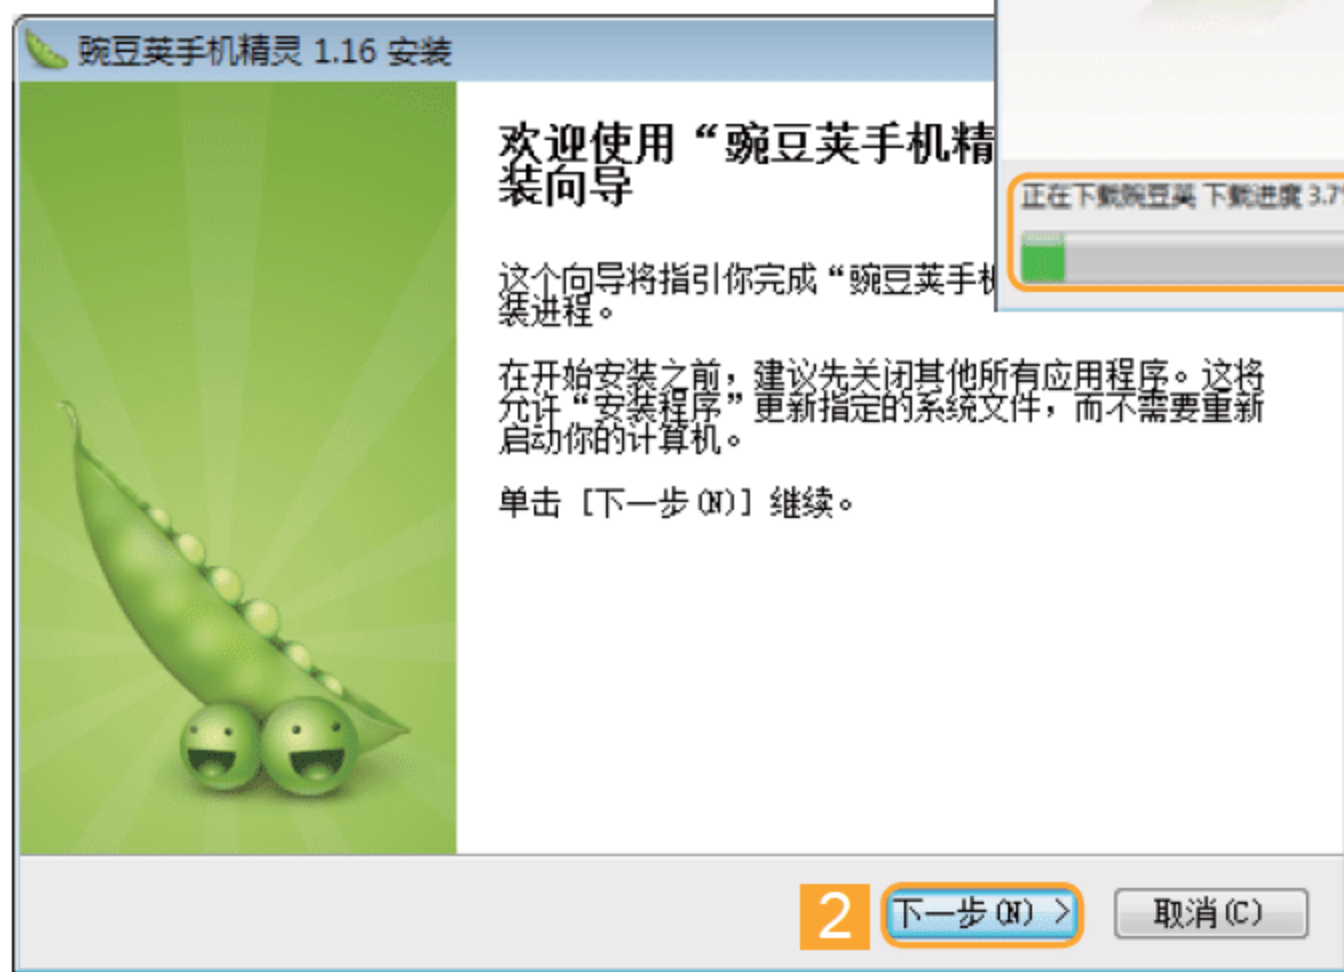 豌豆荚手机精灵 1.16 安装
欢迎使用“豌豆荚手机精
装向导
正在下载豌豆荚 下载进度 3.7%
这个向导将指引你完成“豌豆荚手机
装进程。
在开始安装之前，建议先关闭其他所有应用程序。这将
允许“安装程序”更新指定的系统文件，而不需要重新
启动你的计算机。
单击 [下一步(N)] 继续。
2
下一步(N) >
取消(C)